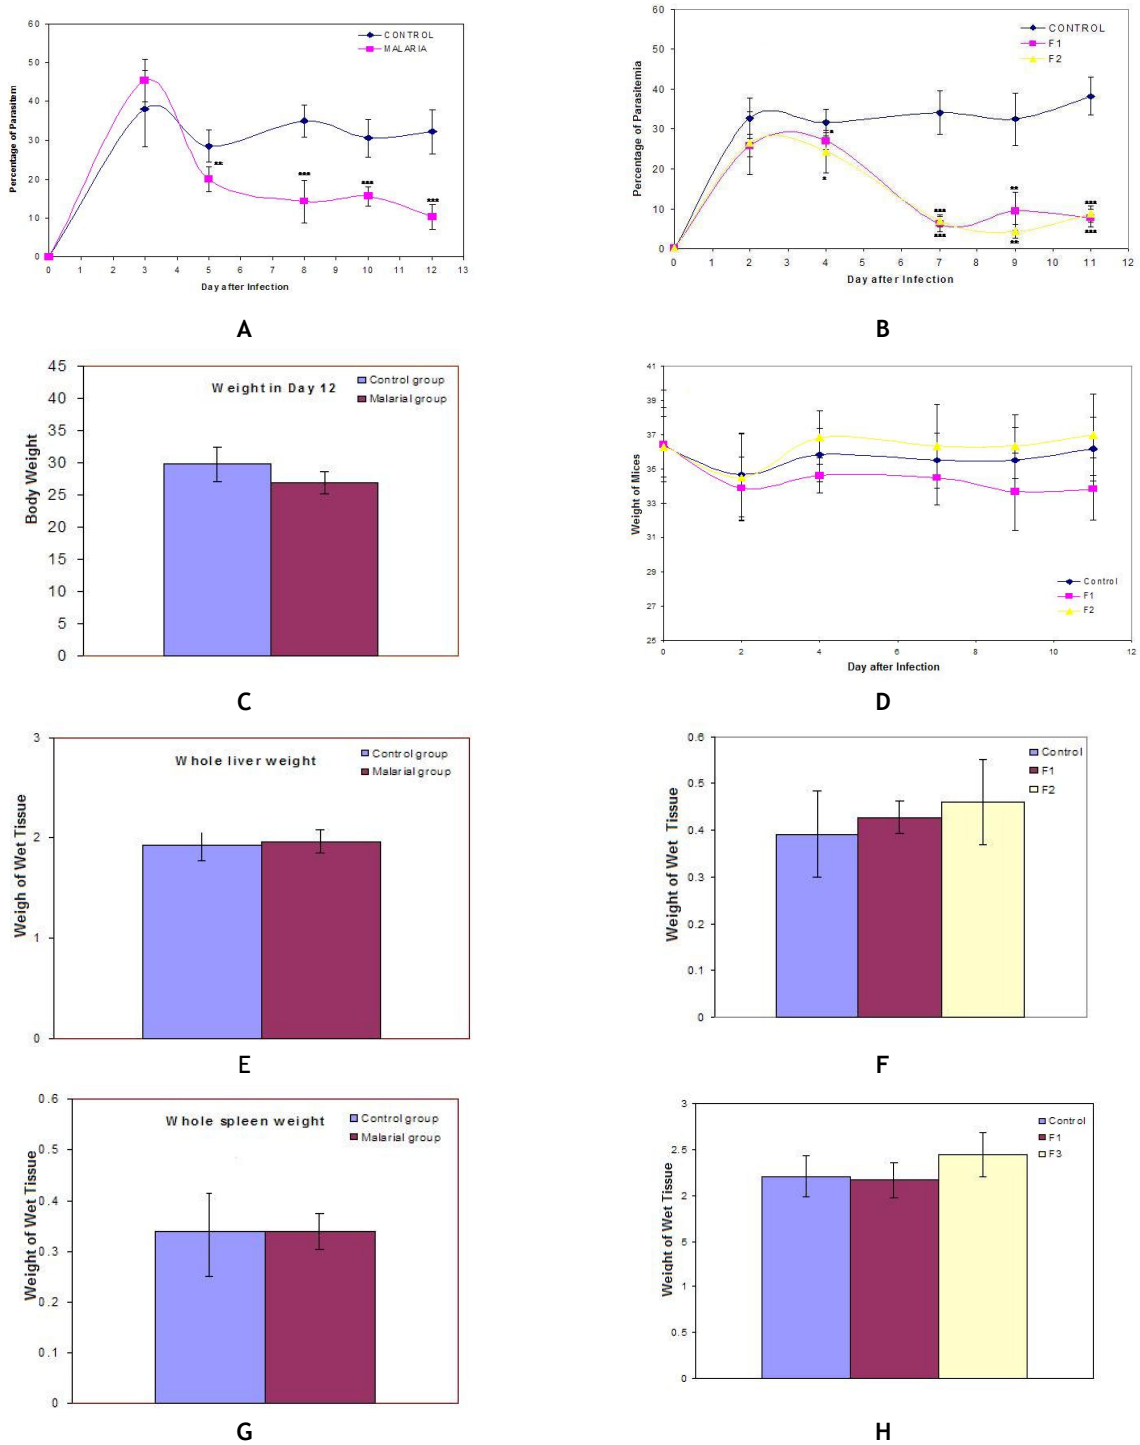 60
50
40
30
20
10
0
Percentage of Parasitem
CONTROL
MALARIA
**
***
***
***
0 1 2 3 4 5 6 7 8 9 10 11 12 13
Day after Infection
A
60
50
40
30
20
10
0
Percentage of Parasitemia
CONTROL
F1
F2
*
*
***
***
**
**
***
***
0 1 2 3 4 5 6 7 8 9 10 11 12
Day after Infection
B
45
40
35
30
25
20
15
10
5
0
Body Weight
Weight in Day 12
Control group
Malarial group
C
41
39
37
35
33
31
29
27
25
Weight of Mices
Control
F1
F2
0 2 4 6 8 10 12
Day after Infection
D
3
2
1
0
Weigh of Wet Tissue
Whole liver weight
Control group
Malarial group
E
0.6
0.5
0.4
0.3
0.2
0.1
0
Weight of Wet Tissue
Control
F1
F2
F
0.6
0.5
0.4
0.3
0.2
0.1
0
Weight of Wet Tissue
Whole spleen weight
Control group
Malarial group
G
3
2.5
2
5
1
0.5
0
Weight of Wet Tissue
Control
F1
F3
H